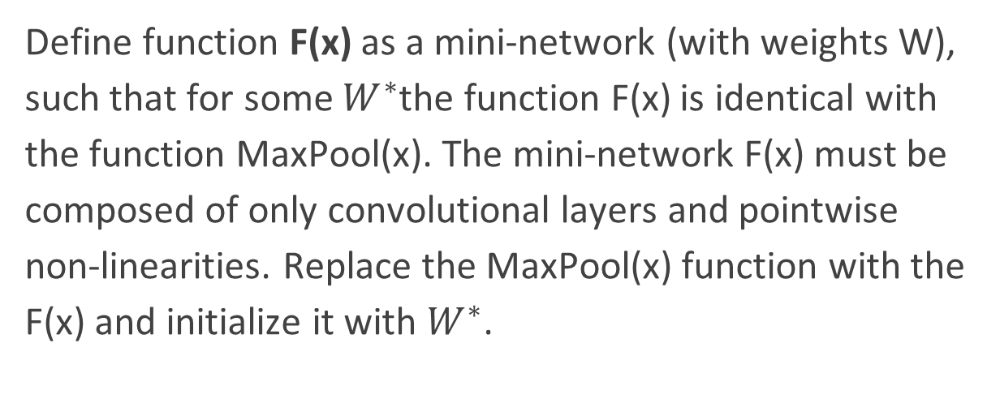 Define function F(x) as a mini-network (with weights W),
such that for some W*the function F(x) is identical with
the function MaxPool(x). The mini-network F(x) must be
composed of only convolutional layers and pointwise
non-linearities. Replace the MaxPool(x) function with the
F(x) and initialize it with W*.